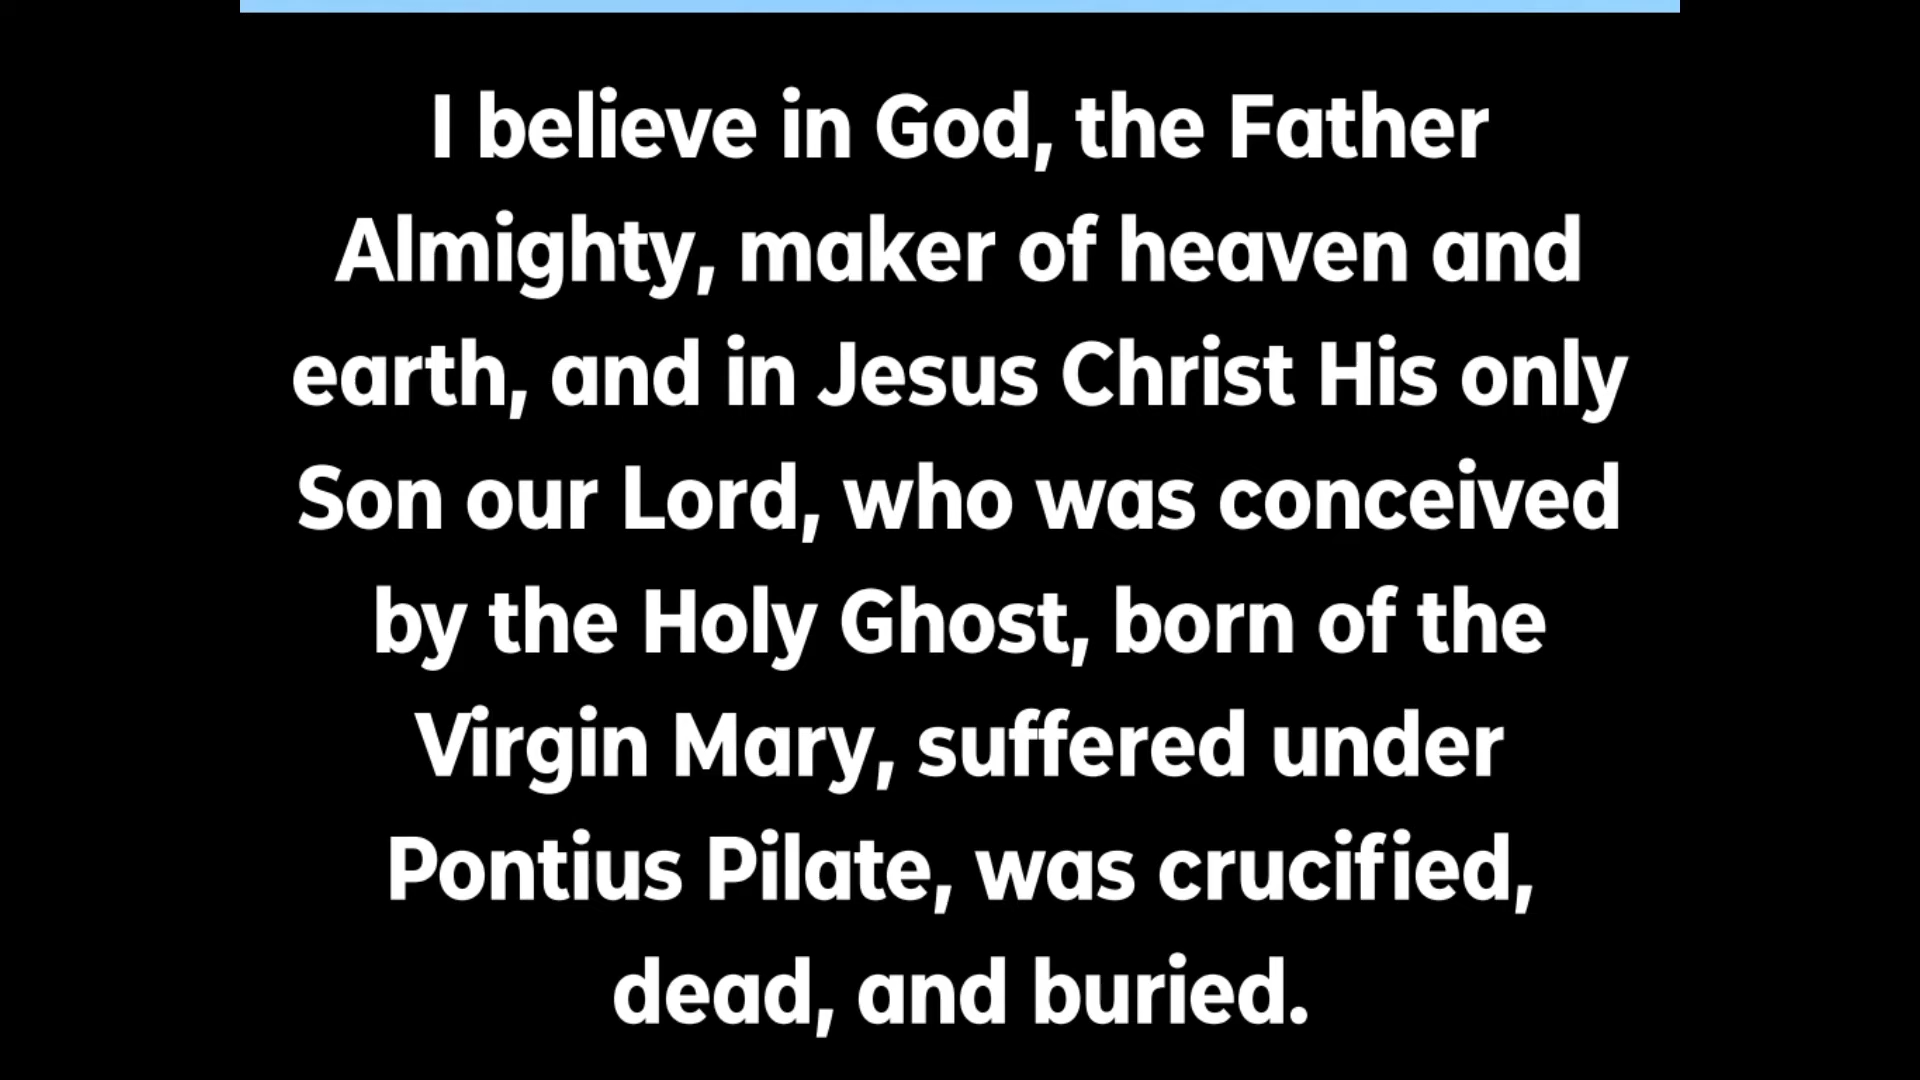 I believe in God, the Father
Almighty, maker of heaven and
earth, and in Jesus Christ His only
Son our Lord, who was conceived
by the Holy Ghost, born of the
Virgin Mary, suffered under
Pontius Pilate, was crucified,
dead, and buried.